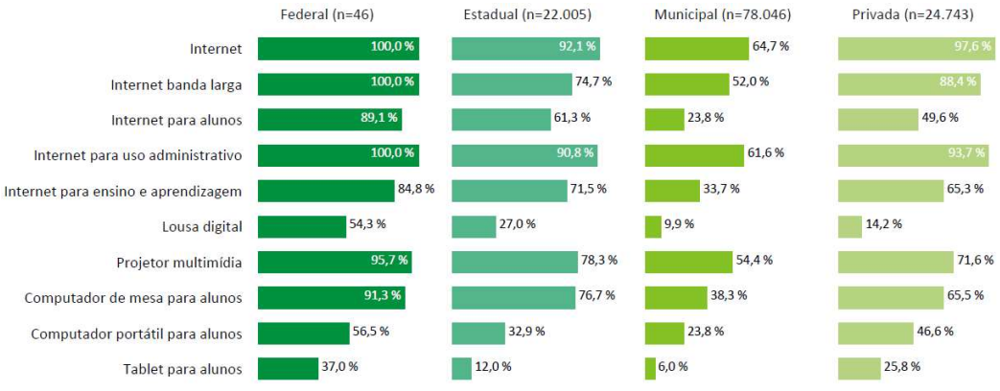 Federal (n=46) Estadual (n=22.005) Municipal (n=78.046) Privada (n=24.743)
Internet 100,0 % 92,1 % 64,7 % 97,6 %
Internet banda larga 100,0 % 74,7 % 52,0 % 88,4 %
Internet para alunos 89,1 % 61,3 % 23,8 % 49,6 %
Internet para uso administrativo 100,0 % 90,8 % 61,6 % 93,7 %
Internet para ensino e aprendizagem 84,8 % 71,5 % 33,7 % 65,3 %
Lousa digital 54,3 % 27,0 % 9,9 % 14,2 %
Projetor multimídia 95,7 % 78,3 % 54,4 % 71,6 %
Computador de mesa para alunos 91,3 % 76,7 % 38,3 % 65,5 %
Computador portátil para alunos 56,5 % 32,9 % 23,8 % 46,6 %
Tablet para alunos 37,0 % 12,0 % 6,0 % 25,8 %